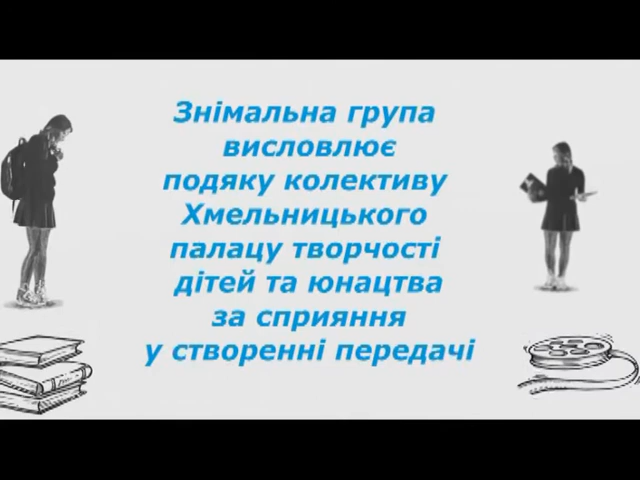 Знімальна група
висловлює
подяку колективу
Хмельницького
палацу творчості
дітей та юнацтва
за сприяння
у створенні передачі